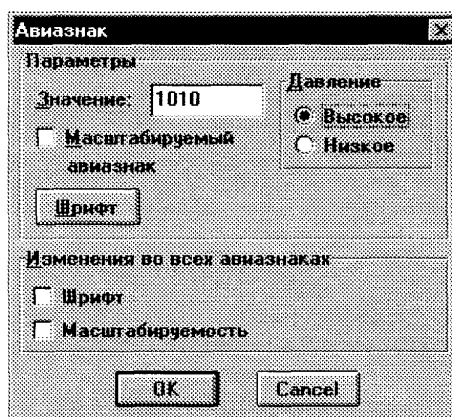 Авиазнак
Параметры
Значение: 1010
Масштабируемый
авиазнак
Шрифт
Давление
Высокое
Низкое
Изменения во всех авиазнаках
Шрифт
Масштабируемость
OK Cancel